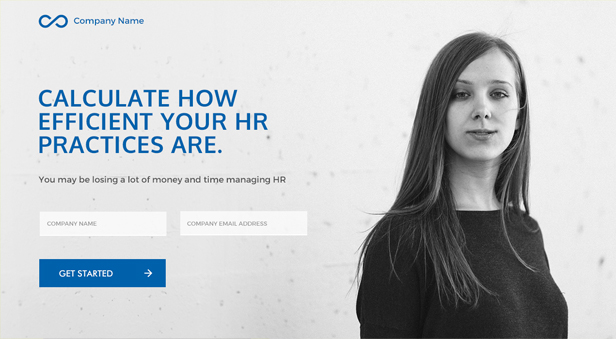 Company Name
CALCULATE HOW
EFFICIENT YOUR HR
PRACTICES ARE.
You may be losing a lot of money and time managing HR
COMPANY NAME
COMPANY EMAIL ADDRESS
GET STARTED